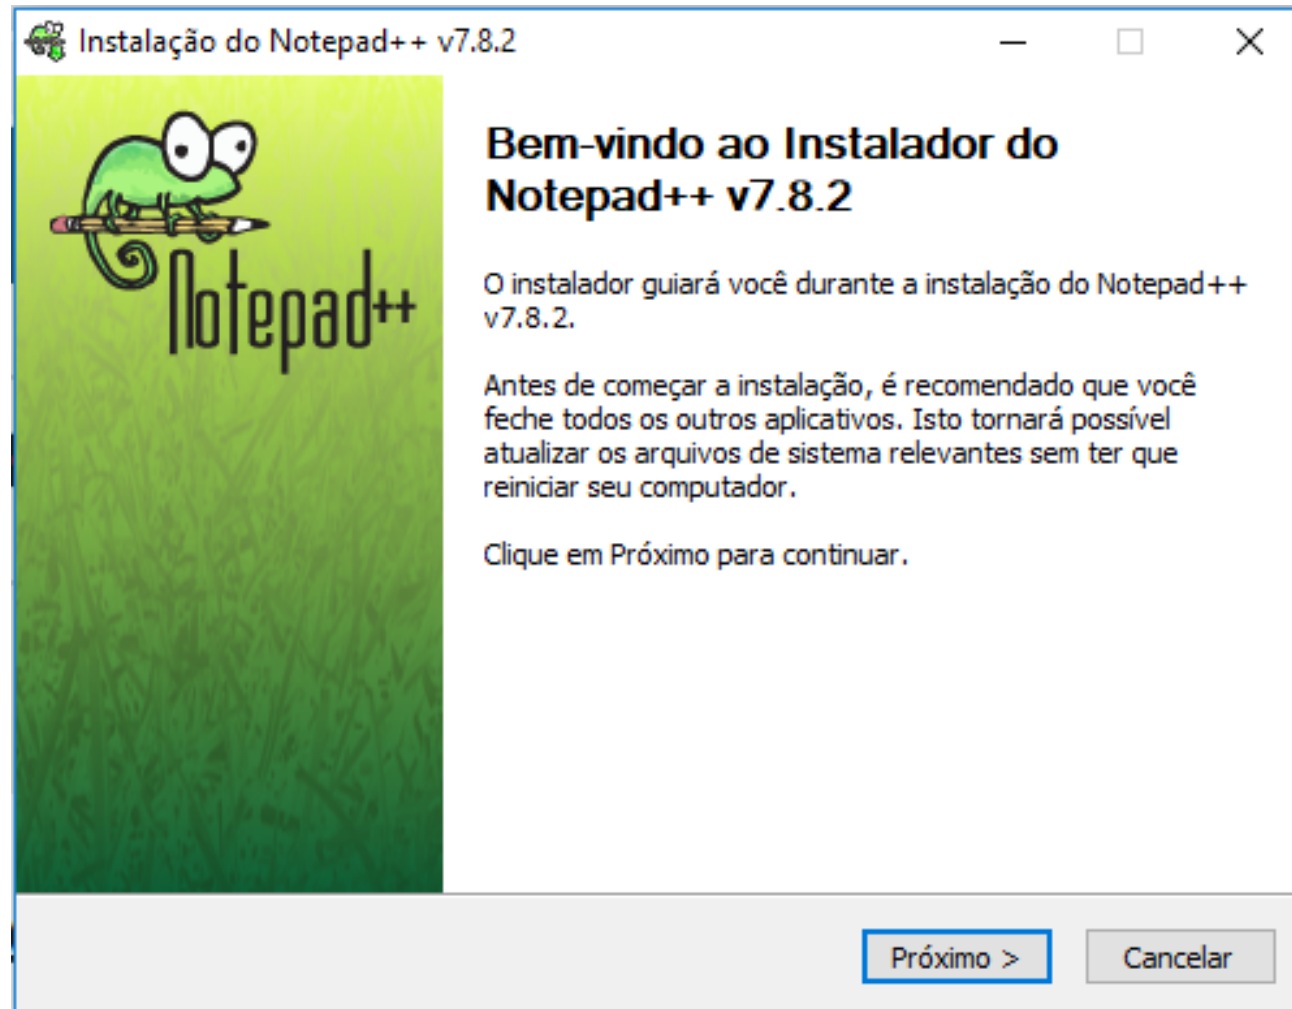 Instalação do Notepad++ v7.8.2
Notepad++
Bem-vindo ao Instalador do
Notepad++ v7.8.2
O instalador guiará você durante a instalação do Notepad++
v7.8.2.
Antes de começar a instalação, é recomendado que você
feche todos os outros aplicativos. Isto tornará possível
atualizar os arquivos de sistema relevantes sem ter que
reiniciar seu computador.
Clique em Próximo para continuar.
Próximo >
Cancelar